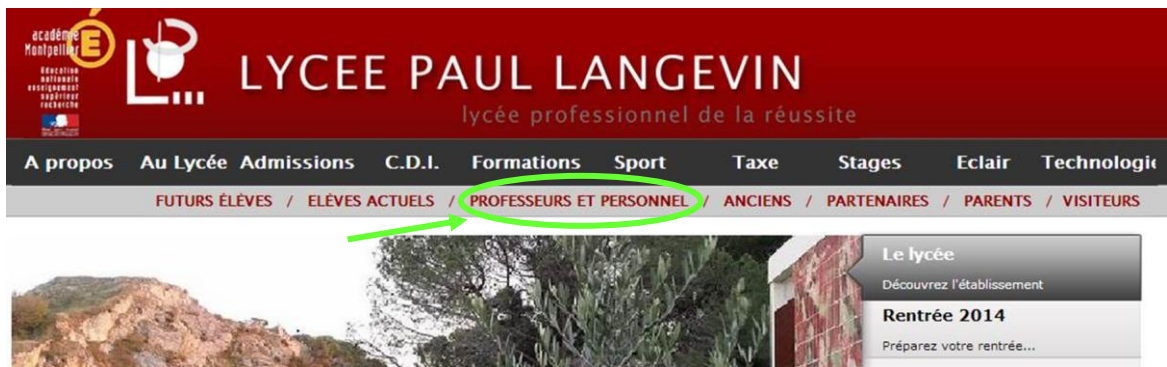 académie
Montpellier
Education
nationale
enseignement
supérieur
recherche
L...
LYCEE PAUL LANGEVIN
lycée professionnel de la réussite
A propos Au Lycée Admissions C.D.I. Formations Sport Taxe Stages Eclair Technologie
FUTURS ÉLÈVES / ELÉVES ACTUELS / PROFESSEURS ET PERSONNEL / ANCIENS / PARTENAIRES / PARENTS / VISITEURS
Le lycée
Découvrez l'établissement
Rentrée 2014
Préparez votre rentrée...